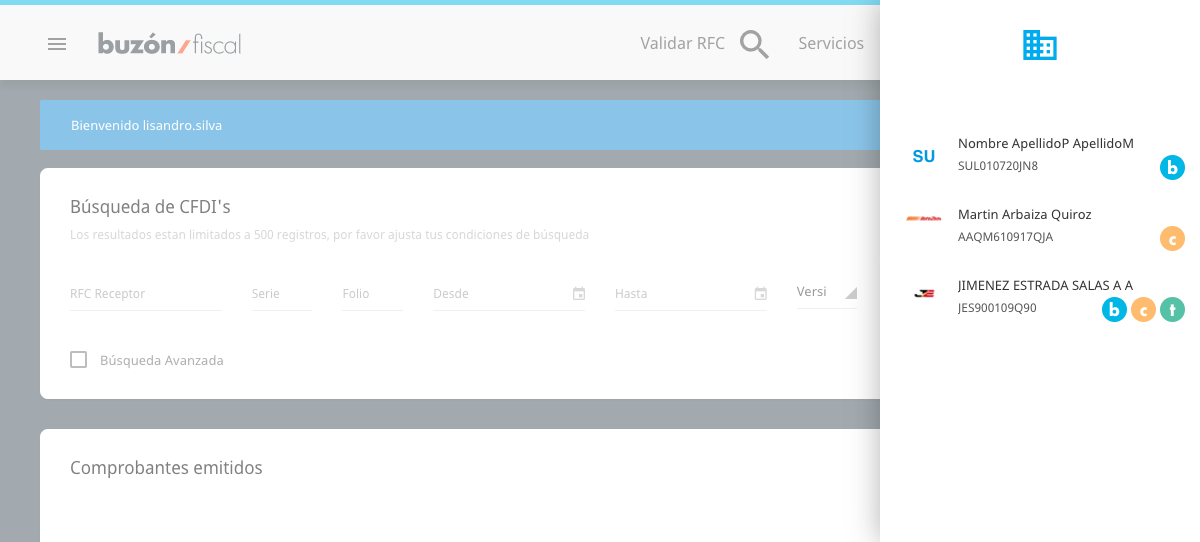 buzón/fiscal
Validar RFC
Servicios
Bienvenido lisandro.silva
Búsqueda de CFDI's
Los resultados estan limitados a 500 registros, por favor ajusta tus condiciones de búsqueda
RFC Receptor
Serie
Folio
Desde
Hasta
Versi
Búsqueda Avanzada
Comprobantes emitidos
SU
Nombre ApellidoP ApellidoM
SUL010720JN8
b
Martin Arbaiza Quiroz
AAQM610917QJA
c
JIMENEZ ESTRADA SALAS A A
JES900109Q90
b c t